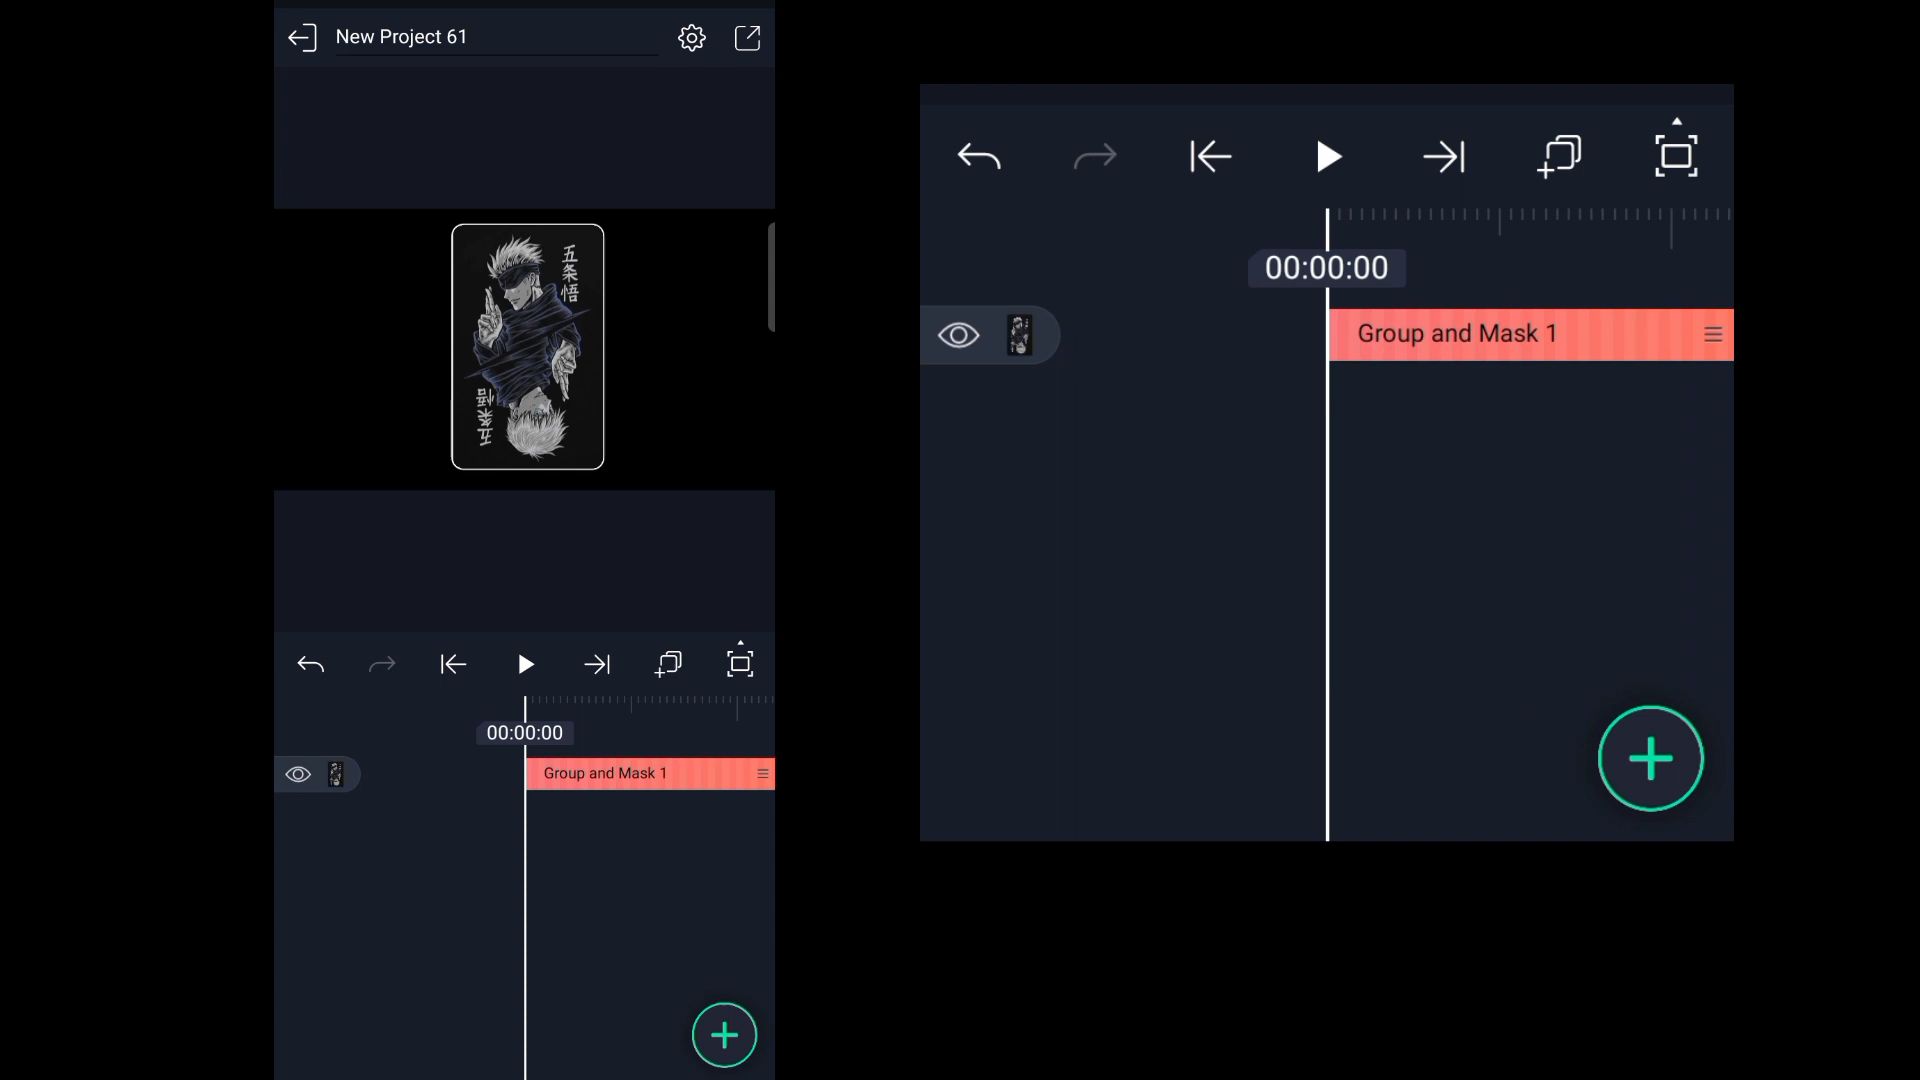 New Project 61
五条悟
五条悟
00:00:00
Group and Mask 1
00:00:00
Group and Mask 1